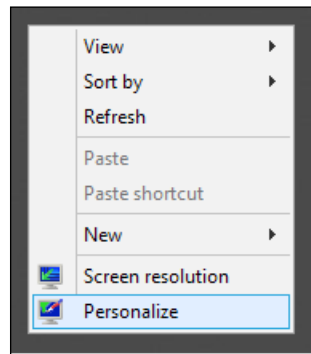 View
Sort by
Refresh
Paste
Paste shortcut
New
Screen resolution
Personalize